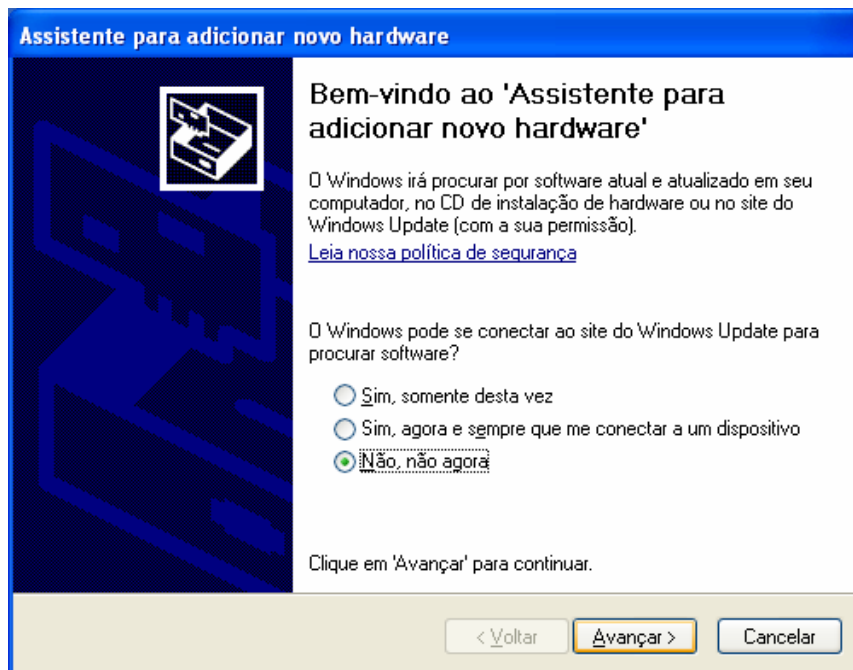 Assistente para adicionar novo hardware
Bem-vindo ao 'Assistente para
adicionar novo hardware'
O Windows irá procurar por software atual e atualizado em seu
computador, no CD de instalação de hardware ou no site do
Windows Update (com a sua permissão).
Leia nossa política de segurança
O Windows pode se conectar ao site do Windows Update para
procurar software?
Sim, somente desta vez
Sim, agora e sempre que me conectar a um dispositivo
Não, não agora
Clique em 'Avançar' para continuar.
< Voltar
Avançar >
Cancelar